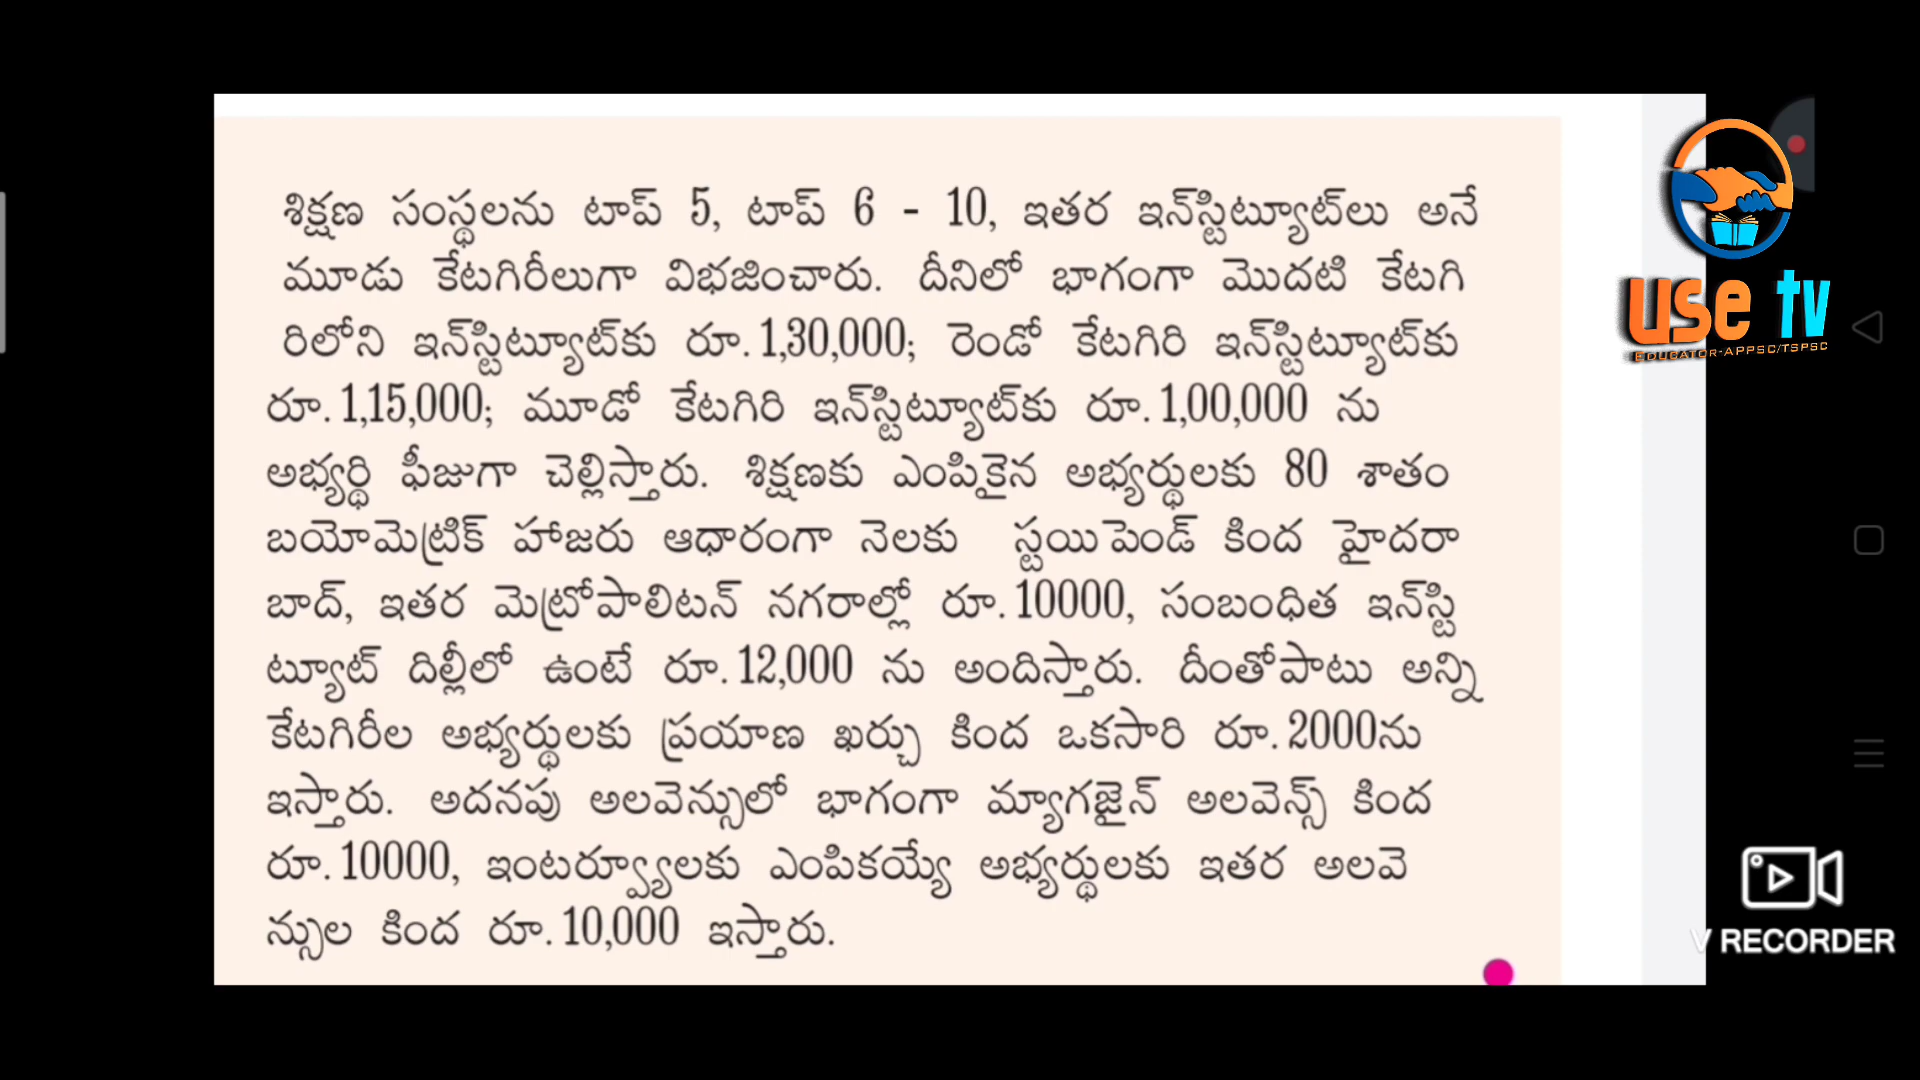 శిక్షణ సంస్థలను టాప్ 5, టాప్ 6 - 10, ఇతర ఇన్‌స్టిట్యూట్‌లు అనే
మూడు కేటగిరీలుగా విభజించారు. దీనిలో భాగంగా మొదటి కేటగి
రిలోని ఇన్‌స్టిట్యూట్‌కు రూ. 1,30,000; రెండో కేటగిరి ఇన్‌స్టిట్యూట్‌కు
రూ. 1,15,000; మూడో కేటగిరి ఇన్‌స్టిట్యూట్‌కు రూ. 1,00,000 ను
అభ్యర్థి ఫీజుగా చెల్లిస్తారు. శిక్షణకు ఎంపికైన అభ్యర్థులకు 80 శాతం
బయోమెట్రిక్ హాజరు ఆధారంగా నెలకు స్టయిపెండ్ కింద హైదరా
బాద్, ఇతర మెట్రోపాలిటన్ నగరాల్లో రూ. 10000, సంబంధిత ఇన్‌స్టి
ట్యూట్ దిల్లీలో ఉంటే రూ. 12,000 ను అందిస్తారు. దీంతోపాటు అన్ని
కేటగిరీల అభ్యర్థులకు ప్రయాణ ఖర్చు కింద ఒకసారి రూ. 2000ను
ఇస్తారు. అదనపు అలవెన్సులో భాగంగా మ్యాగజైన్ అలవెన్స్ కింద
రూ. 10000, ఇంటర్వ్యూలకు ఎంపికయ్యే అభ్యర్థులకు ఇతర అలవె
న్సుల కింద రూ. 10,000 ఇస్తారు.
use tv
EDUCATOR-APPSC/TSPSC
V RECORDER